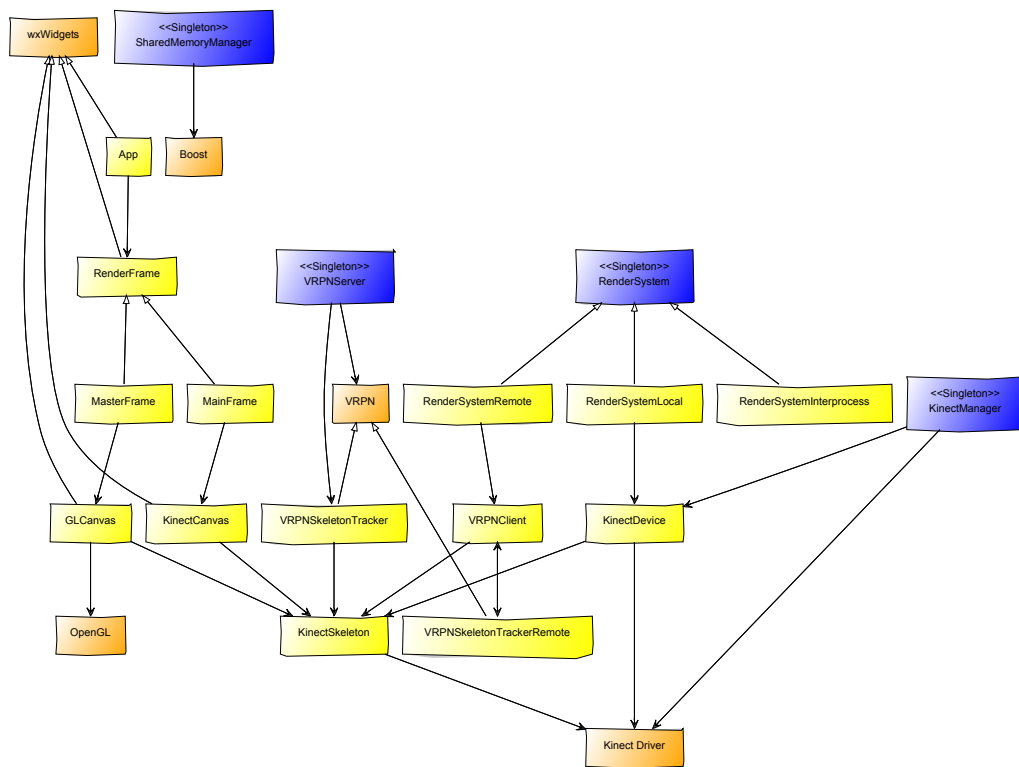 wxWidgets
<<Singleton>>
SharedMemoryManager
App
Boost
RenderFrame
<<Singleton>>
VRPNServer
<<Singleton>>
RenderSystem
MasterFrame
MainFrame
VRPN
RenderSystemRemote
RenderSystemLocal
RenderSystemInterprocess
<<Singleton>>
KinectManager
GLCanvas
KinectCanvas
VRPNSkeletonTracker
VRPNClient
KinectDevice
OpenGL
KinectSkeleton
VRPNSkeletonTrackerRemote
Kinect Driver